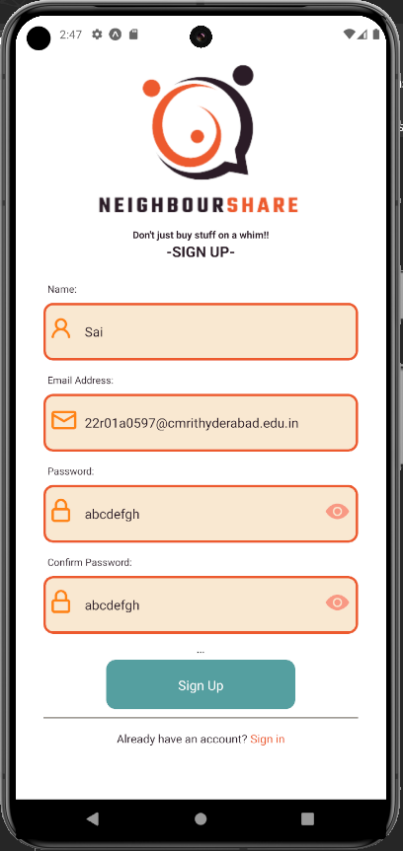 2:47
NEIGHBOURSHARE
Don't just buy stuff on a whim!!
-SIGN UP-
Name:
Sai
Email Address:
22r01a0597@cmrithyderabad.edu.in
Password:
abcdefgh
Confirm Password:
abcdefgh
...
Sign Up
Already have an account? Sign in